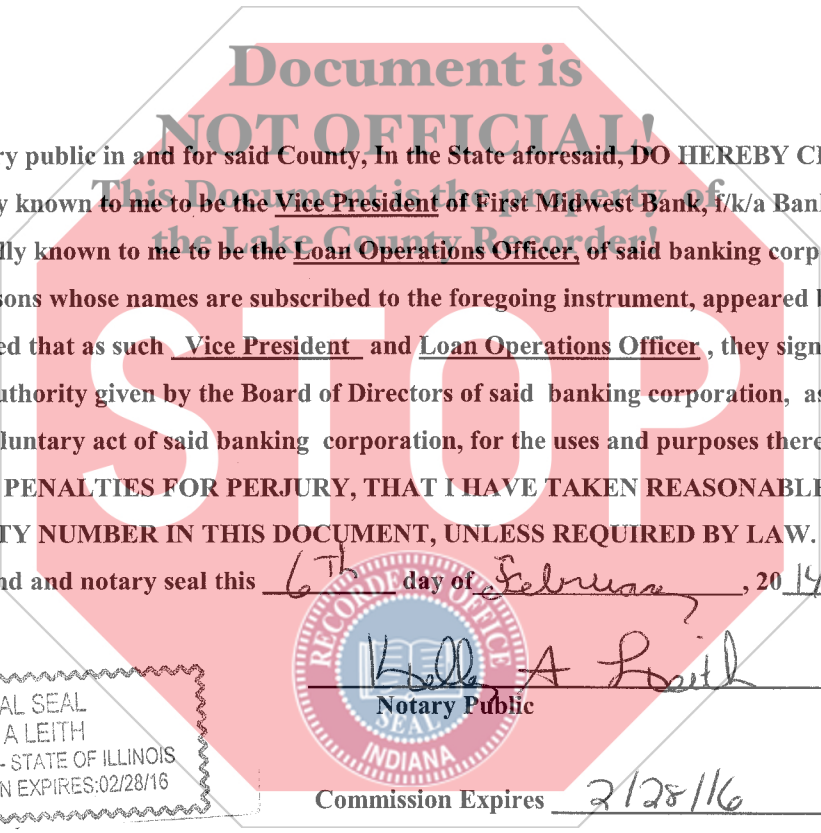 Document is
NOT OFFICIAL!
This Document is the property of
the Lake County Recorder!
STOP
ry public in and for said County, In the State aforesaid, DO HEREBY CE
y known to me to be the Vice President of First Midwest Bank, f/k/a Ban
lly known to me to be the Loan Operations Officer, of said banking corp
sons whose names are subscribed to the foregoing instrument, appeared b
ed that as such Vice President and Loan Operations Officer , they sign
uthority given by the Board of Directors of said banking corporation, as
luntary act of said banking corporation, for the uses and purposes there
PENALTIES FOR PERJURY, THAT I HAVE TAKEN REASONABLE
TY NUMBER IN THIS DOCUMENT, UNLESS REQUIRED BY LAW.
nd and notary seal this 6Th day of February , 2014
RECORDER'S OFFICE
SEAL
INDIANA
Kelly A Leith
Notary Public
AL SEAL
A LEITH
- STATE OF ILLINOIS
N EXPIRES:02/28/16
Commission Expires 2/28/16